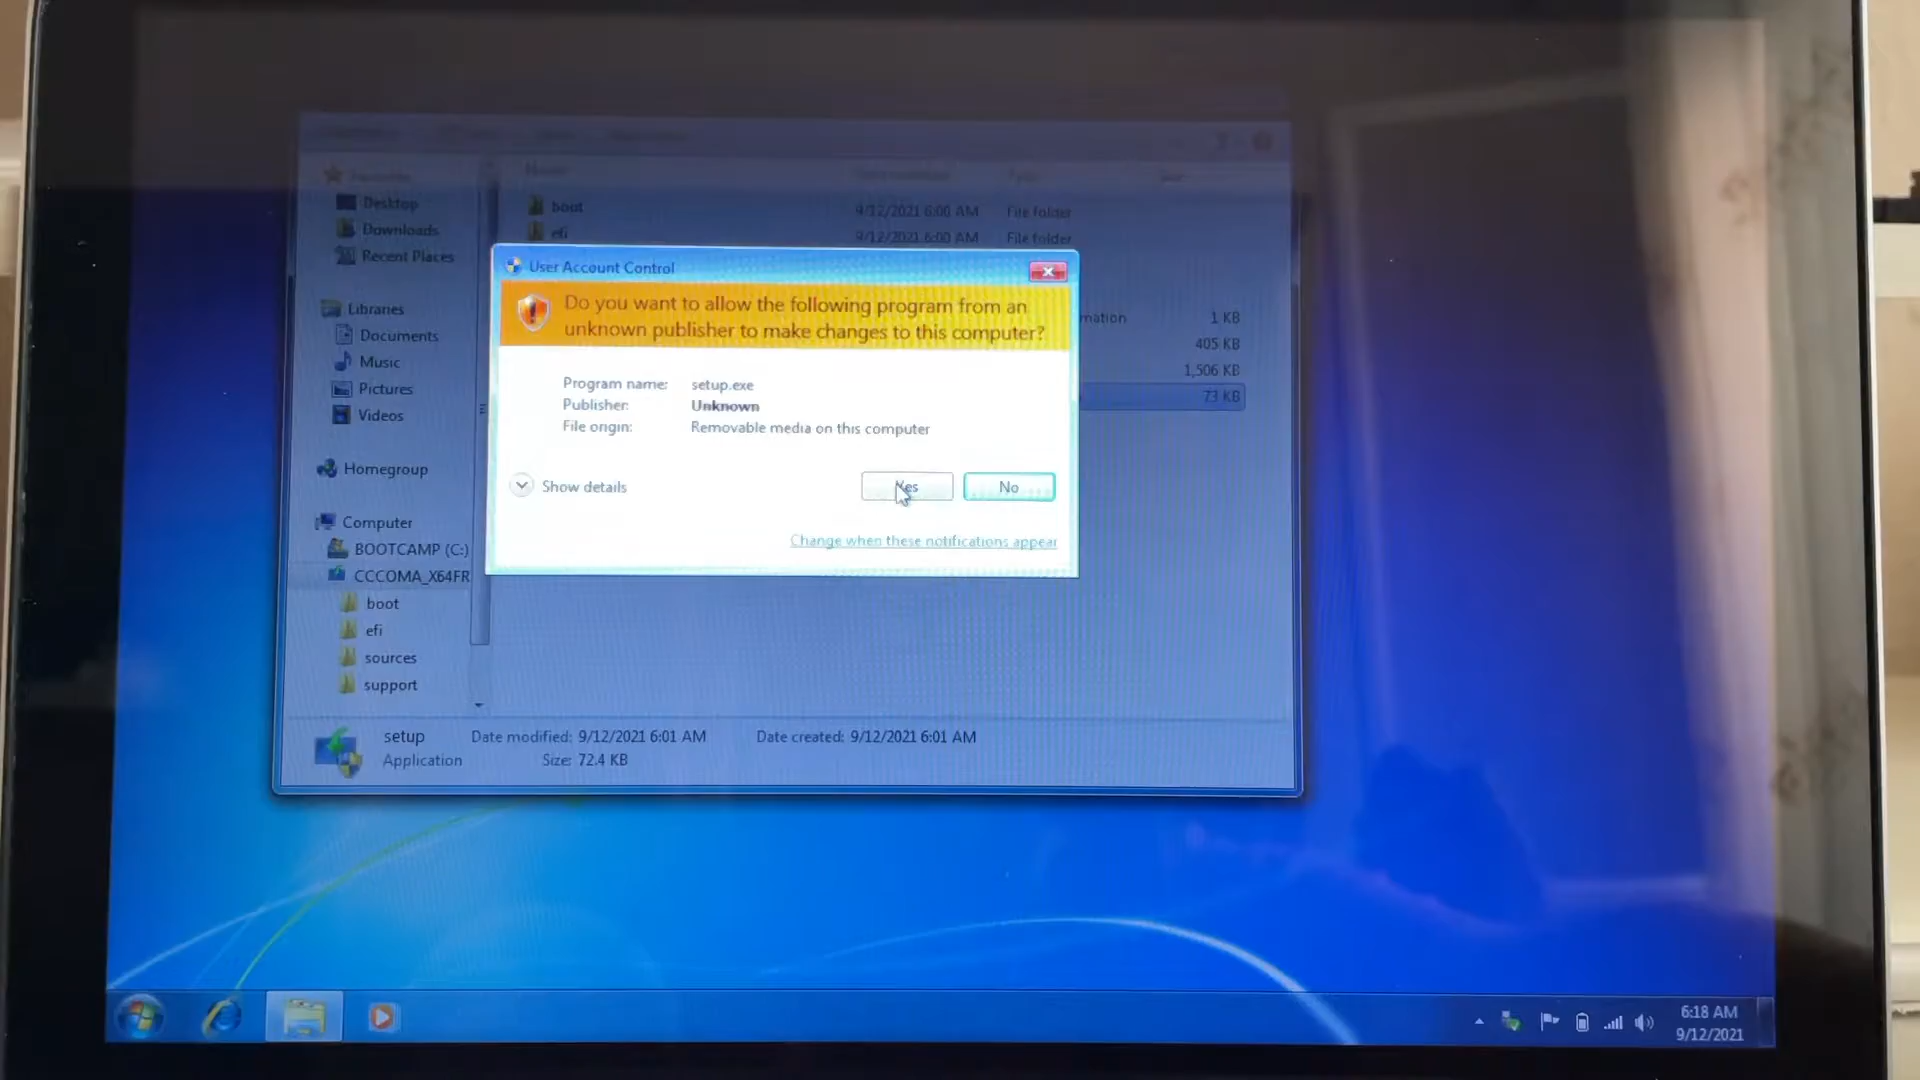 Desktop
Downloads
Recent Places
Libraries
Documents
Music
Pictures
Videos
Homegroup
Computer
BOOTCAMP (C:)
CCCOMA_X64FR
boot
efi
sources
support
boot 9/12/2021 6:00 AM File folder
efi 9/12/2021 6:00 AM File folder
mation 1 KB
405 KB
1,506 KB
73 KB
User Account Control
Do you want to allow the following program from an
unknown publisher to make changes to this computer?
Program name: setup.exe
Publisher: Unknown
File origin: Removable media on this computer
Show details
Yes No
Change when these notifications appear
setup Date modified: 9/12/2021 6:01 AM Date created: 9/12/2021 6:01 AM
Application Size: 72.4 KB
6:18 AM
9/12/2021